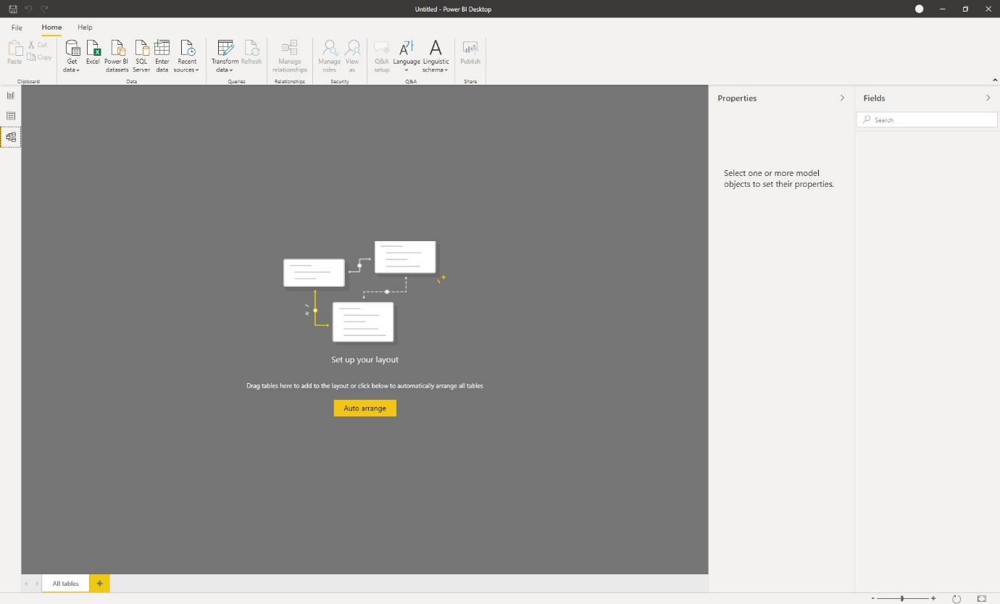 Untitled - Power BI Desktop
File Home Help
Paste
Cut
Copy
Clipboard
Get data
Excel
Power BI datasets
SQL Server
Enter data
Recent sources
Data
Transform data
Refresh
Queries
Manage relationships
Relationships
Manage roles
View as
Security
Q&A setup
Language
Linguistic schema
Q&A
Publish
Share
Set up your layout
Drag tables here to add to the layout or click below to automatically arrange all tables
Auto arrange
Properties
Select one or more model
objects to set their properties.
Fields
Search
All tables
+
- +